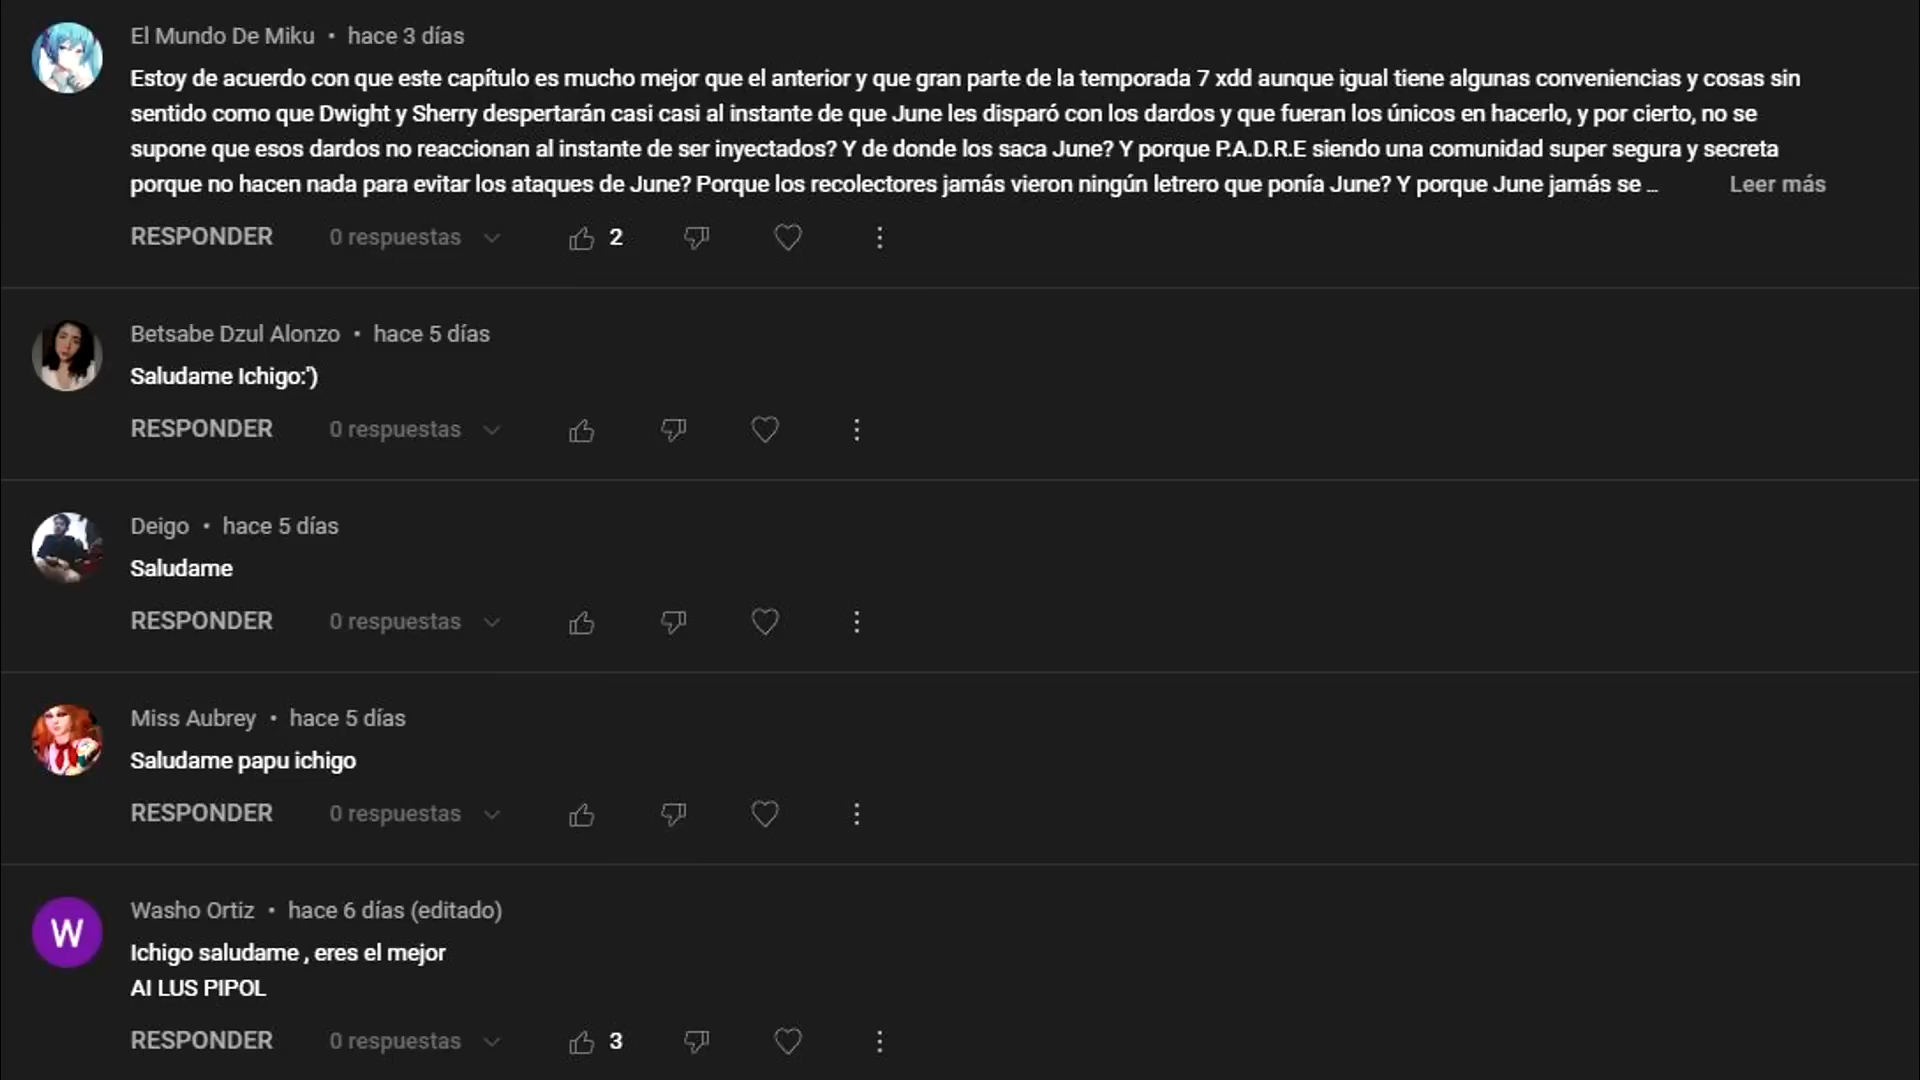 El Mundo De Miku • hace 3 días
Estoy de acuerdo con que este capítulo es mucho mejor que el anterior y que gran parte de la temporada 7 xdd aunque igual tiene algunas conveniencias y cosas sin
sentido como que Dwight y Sherry despertarán casi casi al instante de que June les disparó con los dardos y que fueran los únicos en hacerlo, y por cierto, no se
supone que esos dardos no reaccionan al instante de ser inyectados? Y de donde los saca June? Y porque P.A.D.R.E siendo una comunidad super segura y secreta
porque no hacen nada para evitar los ataques de June? Porque los recolectores jamás vieron ningún letrero que ponía June? Y porque June jamás se ... Leer más
RESPONDER 0 respuestas 2
Betsabe Dzul Alonzo • hace 5 días
Saludame Ichigo:')
RESPONDER 0 respuestas
Deigo • hace 5 días
Saludame
RESPONDER 0 respuestas
Miss Aubrey • hace 5 días
Saludame papu ichigo
RESPONDER 0 respuestas
W
Washo Ortiz • hace 6 días (editado)
Ichigo saludame , eres el mejor
AI LUS PIPOL
RESPONDER 0 respuestas 3